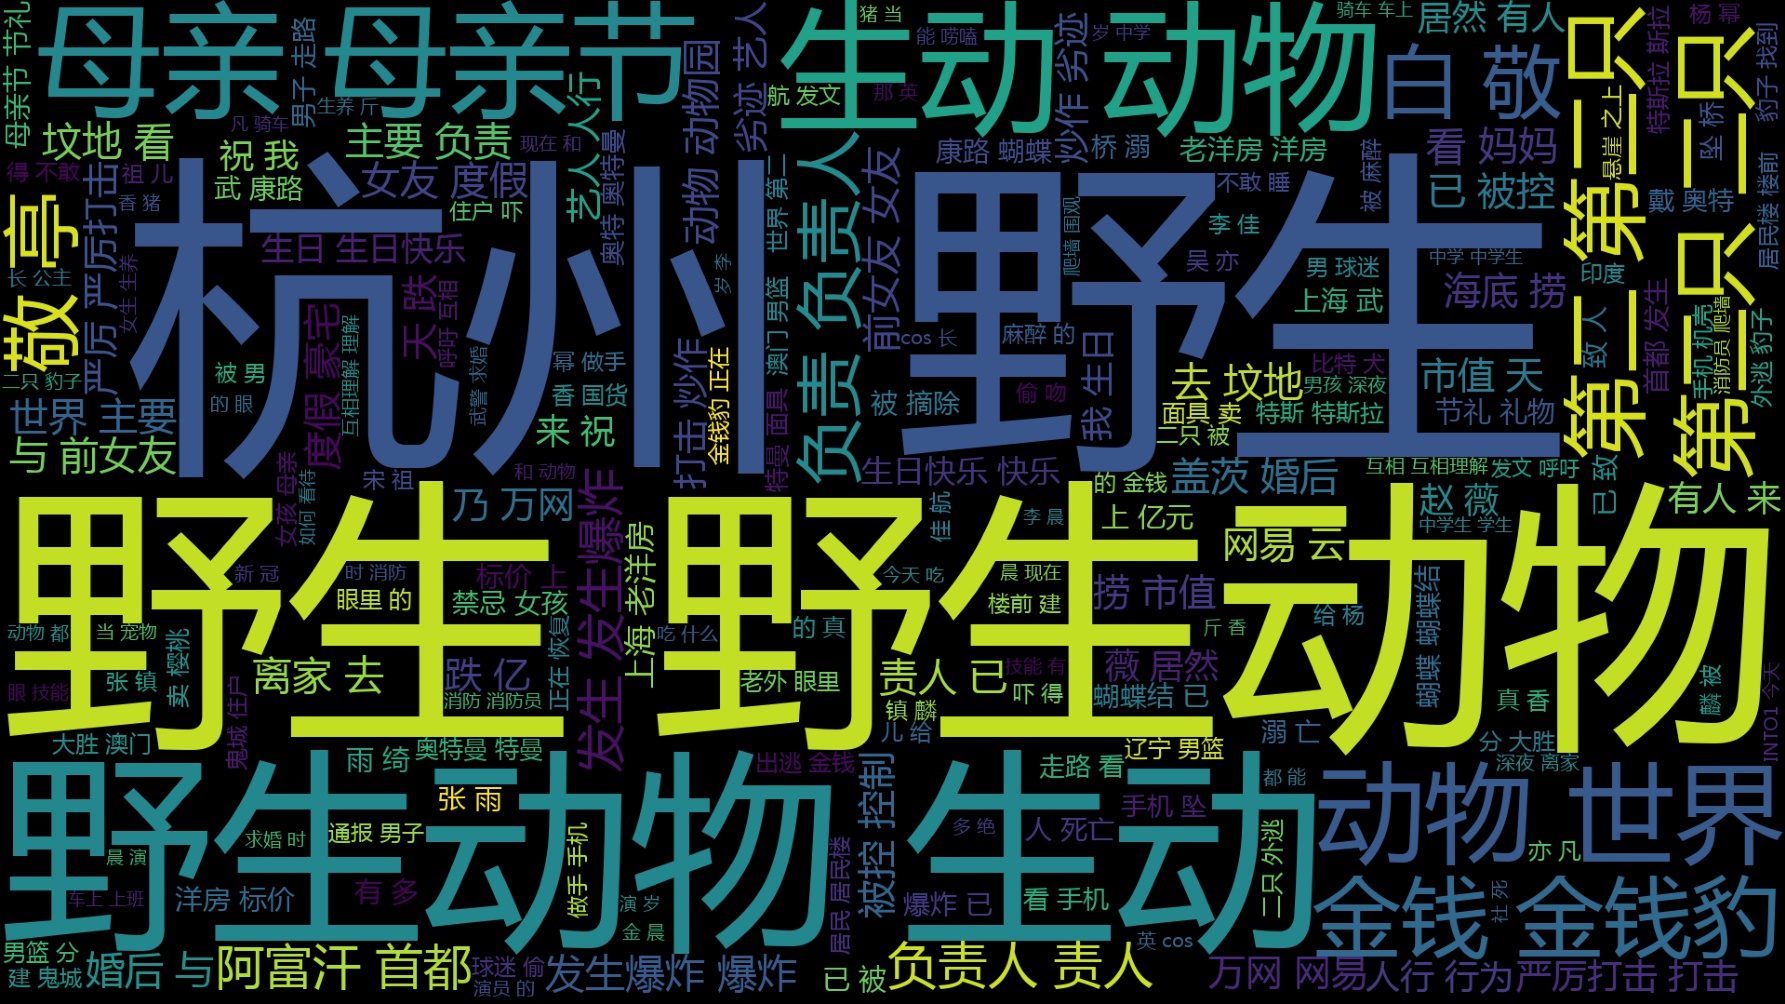 母亲 母亲节
生动 动物
杭州
野生
野生 野生动物
野生动物 生动
动物 世界
金钱 金钱豹
第二 第二只
第二只 二只
白 敬
敬 亭
负责 负责人
负责人 责人
居然 有人
骑车 车上
杨 幂
猪 当
能 唠嗑
岁 中学
航 发文
那 英
母亲节 节礼
男子 走路
生养 斤
凡 骑车
现在 和
坟地 看
祝 我
主要 负责
武 康路
女友 度假
住户 吓
得 不敢
祖 儿
香 猪
严厉 严厉打击
长 公主
女生 生养
二只 豹子
生日 生日快乐
天 跌
呼吁 互相
度假 豪宅
互相理解 理解
被 男
的 眼
世界 主要
与 前女友
武警 求婚
幂 做手
香 国货
来 祝
艺人 人行
奥特 奥特曼
动物 动物园
劣迹 艺人
世界 第二
岁 李
澳门 男篮
打击 炒作
金钱豹 正在
特曼 面具
前女友 女友
康路 蝴蝶
炒作 劣迹
桥 溺
老洋房 洋房
不敢 睡
被 麻醉
爬墙 围观
李 佳
吴 亦
男 球迷
上海 武
中学 中学生
看 妈妈
已 被控
海底 捞
悬崖 之上
特斯拉 斯拉
坠 桥
豹子 找到
居民楼 楼前
戴 奥特
印度
致 人
首都 发生
手机 机壳
消防员 爬墙
外逃 豹子
cos 长
麻醉 的
我 生日
偷 吻
被 摘除
去 坟地
面具 卖
二只 被
比特 犬
男孩 深夜
特斯 特斯拉
市值 天
节礼 礼物
生日快乐 快乐
的 金钱
盖茨 婚后
互相 互相理解
发文 呼吁
赵 薇
中学生 学生
已 致
有人 来
宋 祖
乃 万网
和 动物
女孩 母亲
如何 看待
发生 发生爆炸
上海 老洋房
佳 航
李 晨
上 亿元
网易 云
新 冠
时 消防
眼里 的
标价 上
禁忌 女孩
正在 恢复
今天 吃
晨 现在
楼前 建
捞 市值
给 杨
蝴蝶 蝴蝶结
动物 都
当 宠物
卖 樱桃
张 镇
眼 技能
离家 去
跌 亿
消防 消防员
吃 什么
的 真
老外 眼里
责人 已
技能 有
吓 得
斤 香
薇 居然
蝴蝶结 已
镇 麟
儿 给
真 香
麟 被
INTO1 今天
大胜 澳门
鬼城 住户
雨 绮
奥特曼 特曼
出逃 金钱
走路 看
辽宁 男篮
溺 亡
都 能
分 大胜
深夜 离家
张 雨
求婚 时
通报 男子
晨 演
车上 上班
洋房 标价
有 多
做手 手机
演 岁
金 晨
居民 居民楼
被控 控制
手机 坠
多 绝
人 死亡
爆炸 已
看 手机
二只 外逃
亦 凡
社 死
男篮 分
建 鬼城
婚后 与
阿富汗 首都
球迷 偷
演员 的
发生爆炸 爆炸
已 被
英 cos
万网 网易
人行 行为
严厉打击 打击